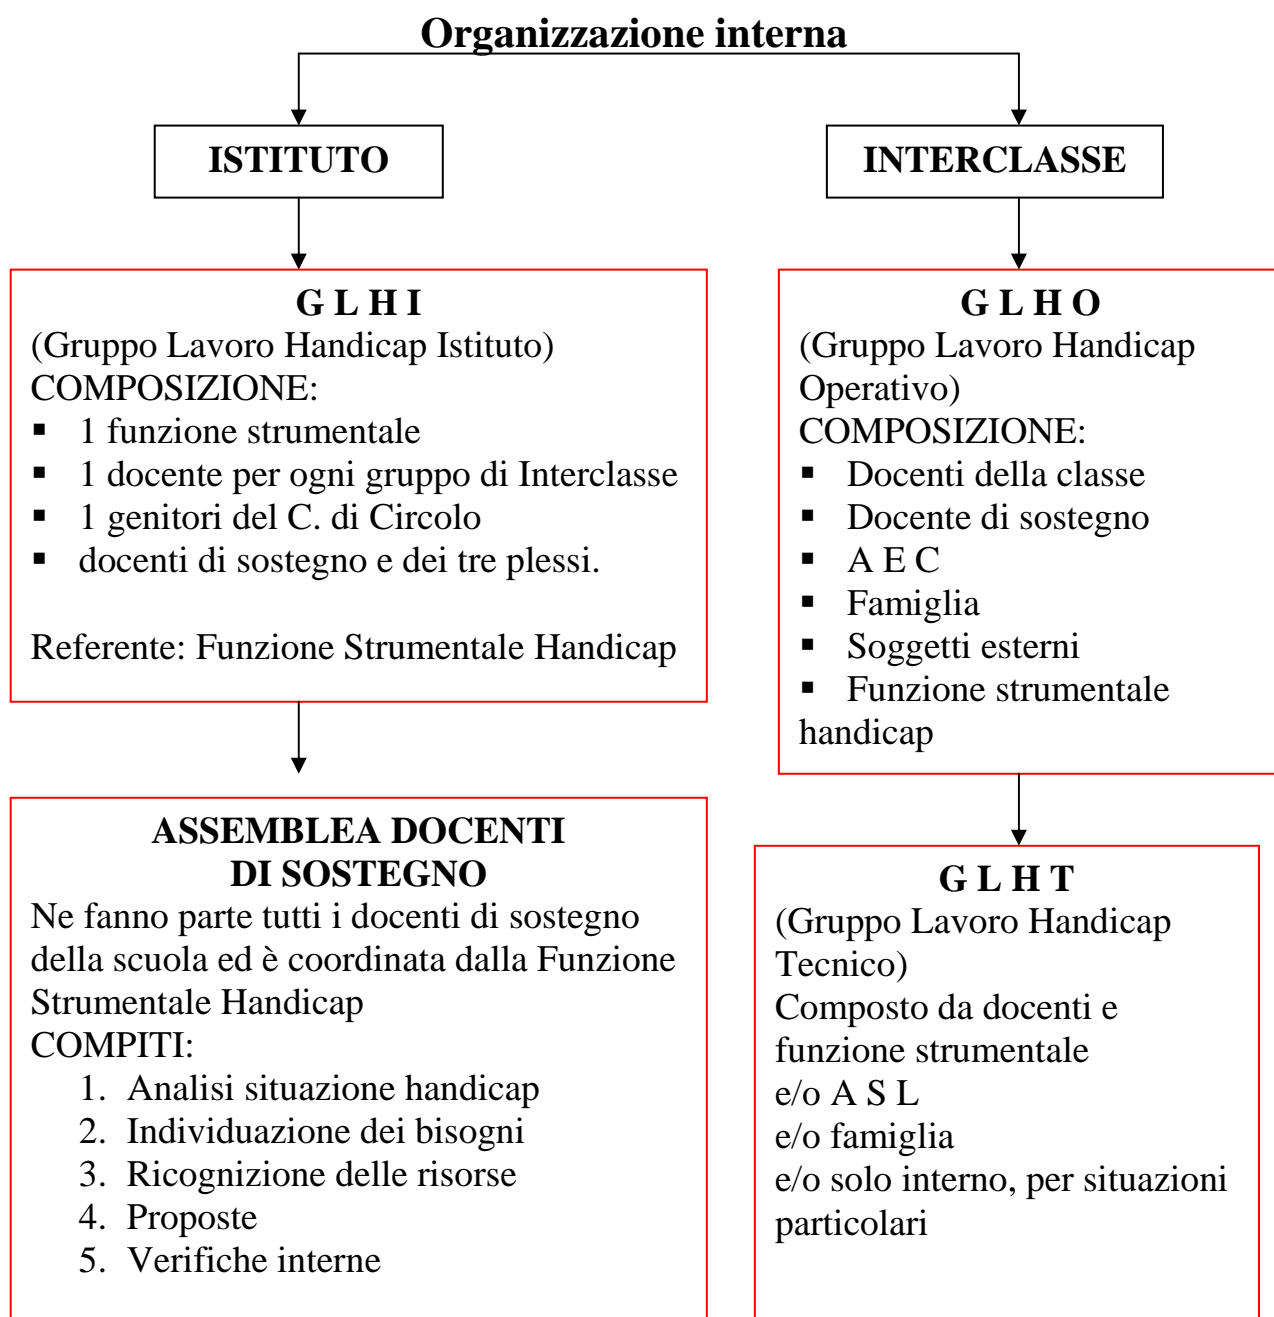 Organizzazione interna
ISTITUTO
INTERCLASSE
G L H I
(Gruppo Lavoro Handicap Istituto)
COMPOSIZIONE:
▪ 1 funzione strumentale
▪ 1 docente per ogni gruppo di Interclasse
▪ 1 genitori del C. di Circolo
▪ docenti di sostegno e dei tre plessi.
Referente: Funzione Strumentale Handicap
G L H O
(Gruppo Lavoro Handicap
Operativo)
COMPOSIZIONE:
▪ Docenti della classe
▪ Docente di sostegno
▪ A E C
▪ Famiglia
▪ Soggetti esterni
▪ Funzione strumentale
handicap
ASSEMBLEA DOCENTI
DI SOSTEGNO
Ne fanno parte tutti i docenti di sostegno
della scuola ed è coordinata dalla Funzione
Strumentale Handicap
COMPITI:
1. Analisi situazione handicap
2. Individuazione dei bisogni
3. Ricognizione delle risorse
4. Proposte
5. Verifiche interne
G L H T
(Gruppo Lavoro Handicap
Tecnico)
Composto da docenti e
funzione strumentale
e/o A S L
e/o famiglia
e/o solo interno, per situazioni
particolari